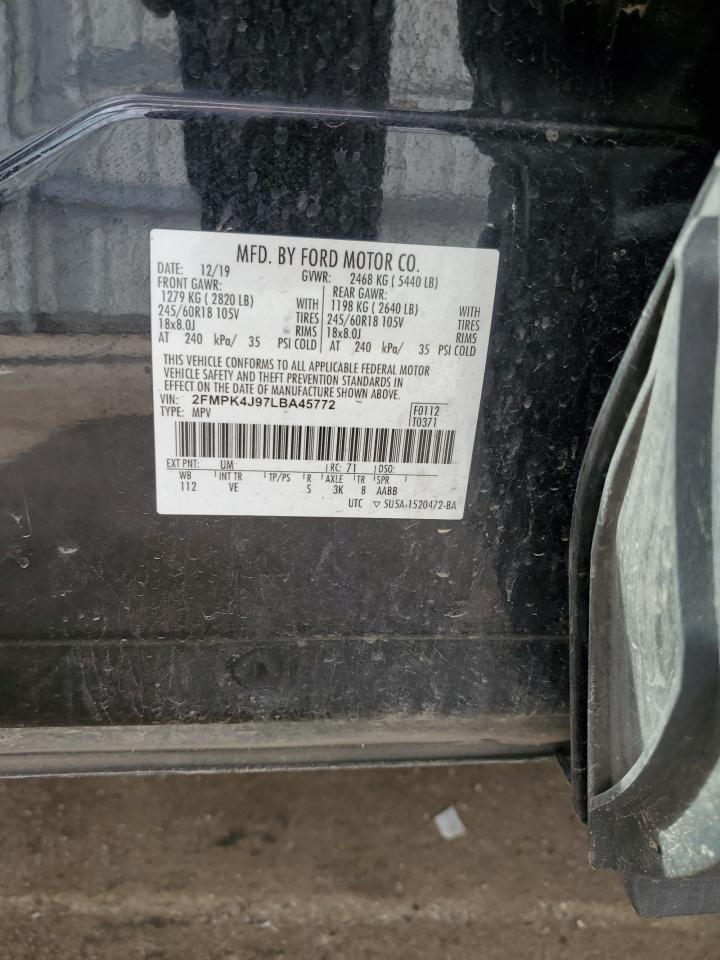 MFD. BY FORD MOTOR CO.
DATE: 12/19 GVWR: 2468 KG ( 5440 LB)
FRONT GAWR: REAR GAWR:
1279 KG ( 2820 LB) WITH 1198 KG ( 2640 LB) WITH
245/60R18 105V TIRES 245/60R18 105V TIRES
18x8.0J RIMS 18x8.0J RIMS
AT 240 kPa/ 35 PSI COLD AT 240 kPa/ 35 PSI COLD
THIS VEHICLE CONFORMS TO ALL APPLICABLE FEDERAL MOTOR
VEHICLE SAFETY AND THEFT PREVENTION STANDARDS IN
EFFECT ON THE DATE OF MANUFACTURE SHOWN ABOVE.
VIN: 2FMPK4J97LBA45772
TYPE: MPV
F0112
T0371
EXT PNT: UM RC: 71 DSO:
WB INT TR TP/PS R AXLE TR SPR
112 VE S 3K 8 AABB
UTC ▽ 5U5A-1520472-BA